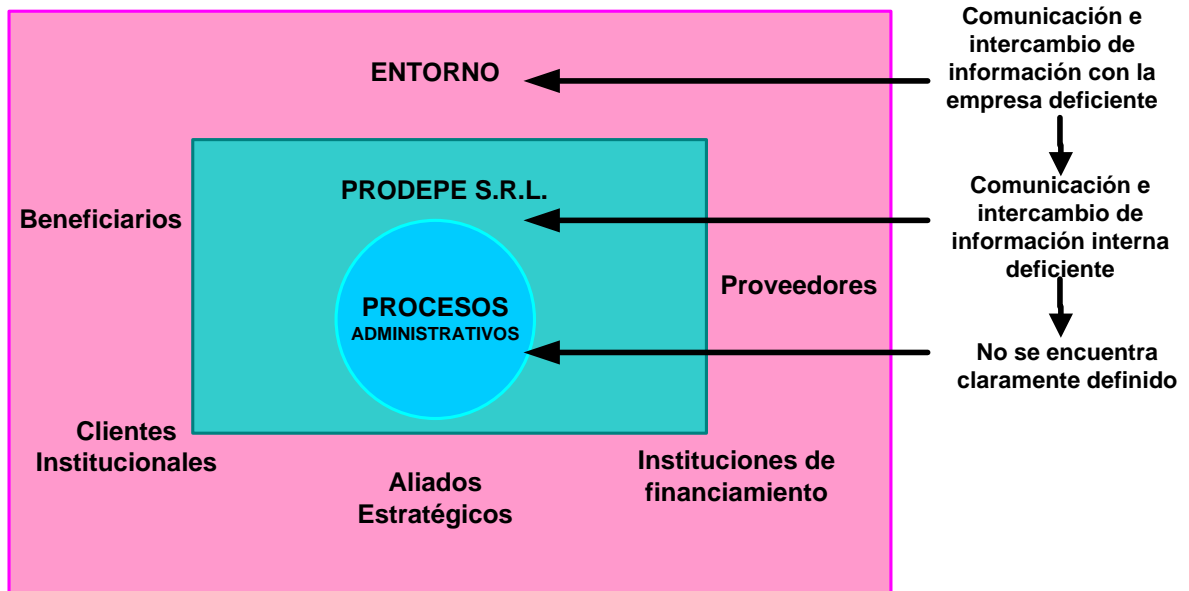 Comunicación e
intercambio de
información con la
empresa deficiente
ENTORNO
PRODEPE S.R.L.
Comunicación e
intercambio de
información interna
deficiente
Beneficiarios
Proveedores
PROCESOS
ADMINISTRATIVOS
No se encuentra
claramente definido
Clientes
Institucionales
Aliados
Estratégicos
Instituciones de
financiamiento